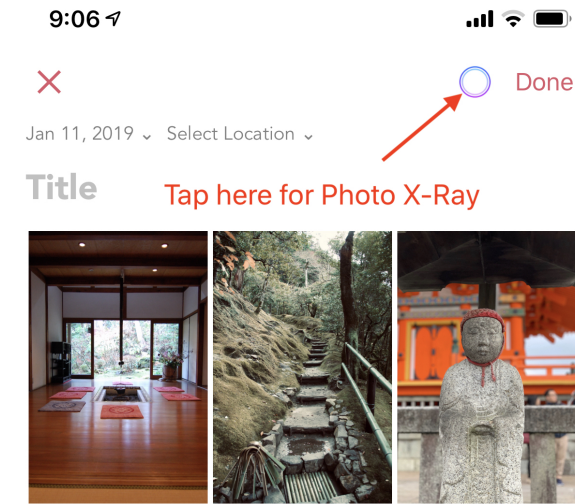 9:06
Done
Jan 11, 2019 Select Location
Title
Tap here for Photo X-Ray